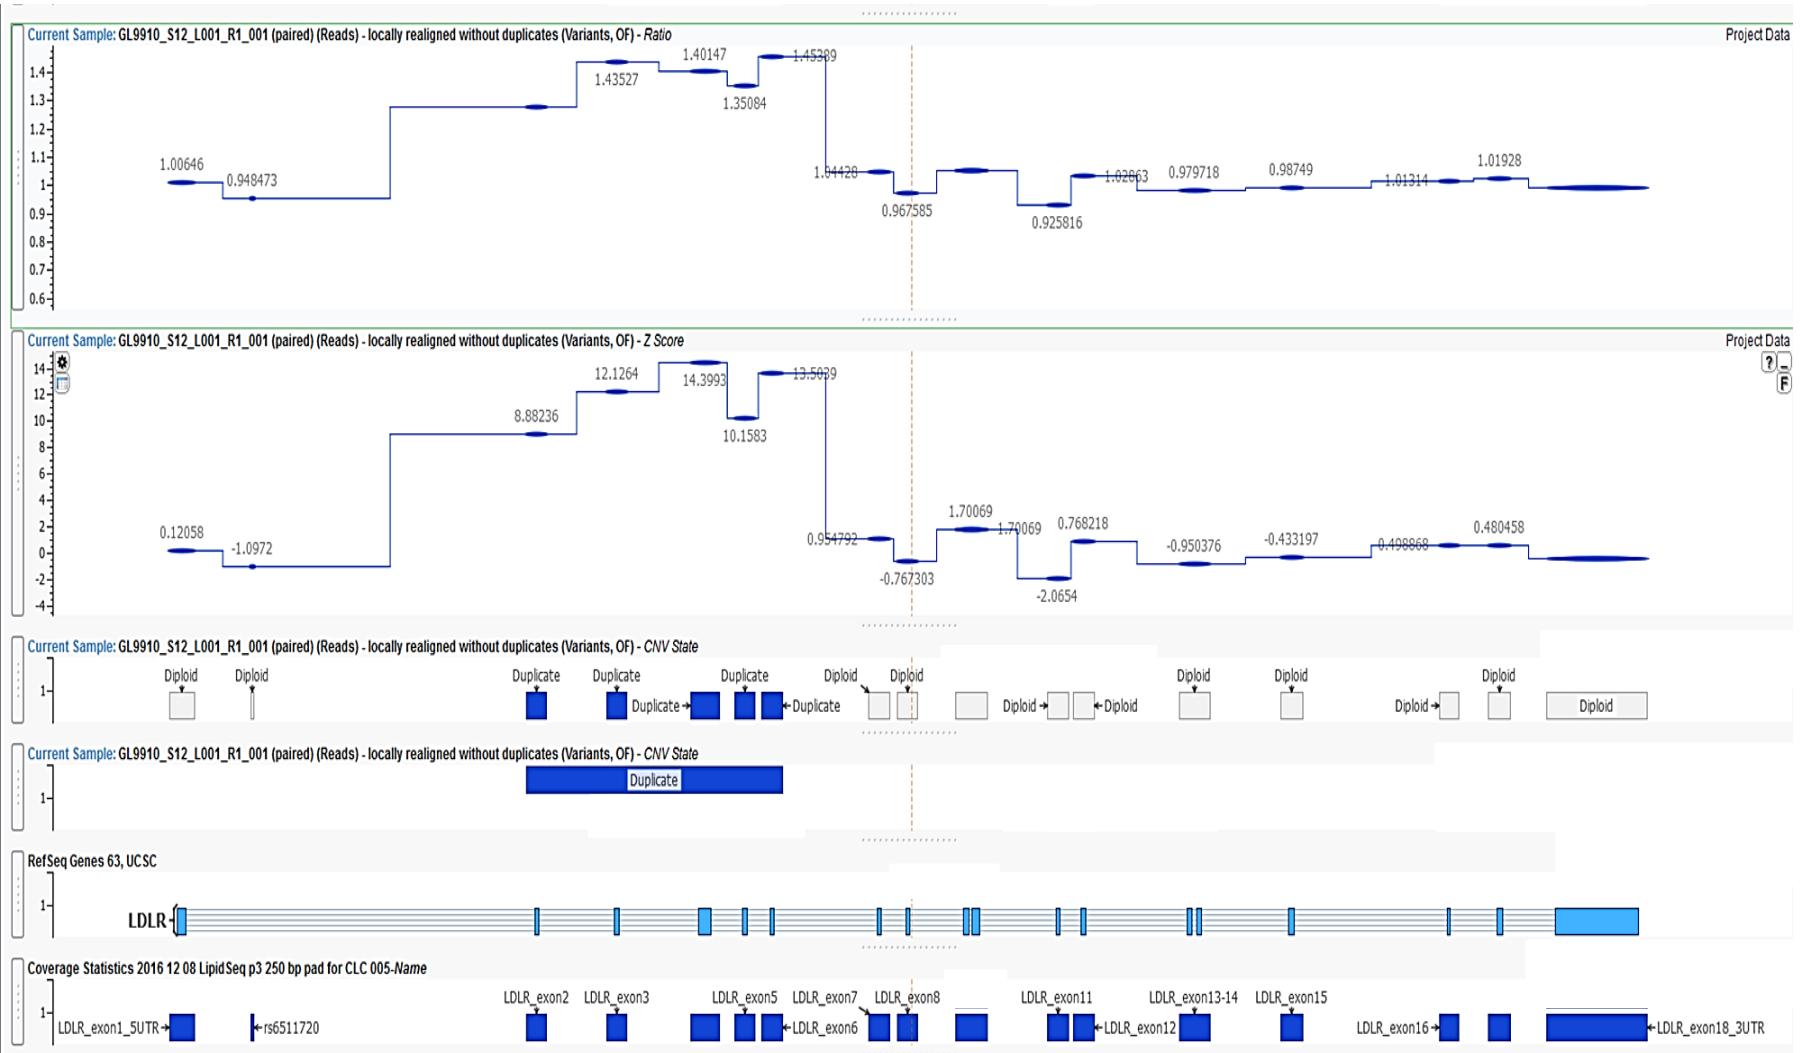 Current Sample: GL9910_S12_L001_R1_001 (paired) (Reads) - locally realigned without duplicates (Variants, OF) - Ratio Project Data
1.4
1.3
1.2
1.1
1
0.9
0.8
0.7
0.6
1.00646 0.948473 1.43527 1.40147 1.35084 1.45389 1.04428 0.967585 0.925816 1.02863 0.979718 0.98749 1.01314 1.01928
Current Sample: GL9910_S12_L001_R1_001 (paired) (Reads) - locally realigned without duplicates (Variants, OF) - Z Score Project Data
? _
F
14
12
10
8
6
4
2
0
-2
-4
0.12058 -1.0972 8.88236 12.1264 14.3993 10.1583 13.5039 0.954792 -0.767303 1.70069 1.70069 -2.0654 0.768218 -0.950376 -0.433197 0.498868 0.480458
Current Sample: GL9910_S12_L001_R1_001 (paired) (Reads) - locally realigned without duplicates (Variants, OF) - CNV State
Diploid Diploid Duplicate Duplicate Duplicate Diploid Diploid Diploid Diploid Diploid
1 Duplicate Duplicate Diploid Diploid Diploid Diploid
Current Sample: GL9910_S12_L001_R1_001 (paired) (Reads) - locally realigned without duplicates (Variants, OF) - CNV State
Duplicate
1
RefSeq Genes 63, UCSC
1
LDLR
Coverage Statistics 2016 12 08 LipidSeq p3 250 bp pad for CLC 005-Name
LDLR_exon2 LDLR_exon3 LDLR_exon5 LDLR_exon7 LDLR_exon8 LDLR_exon11 LDLR_exon13-14 LDLR_exon15
1
LDLR_exon1_5UTR rs6511720 LDLR_exon6 LDLR_exon12 LDLR_exon16 LDLR_exon18_3UTR